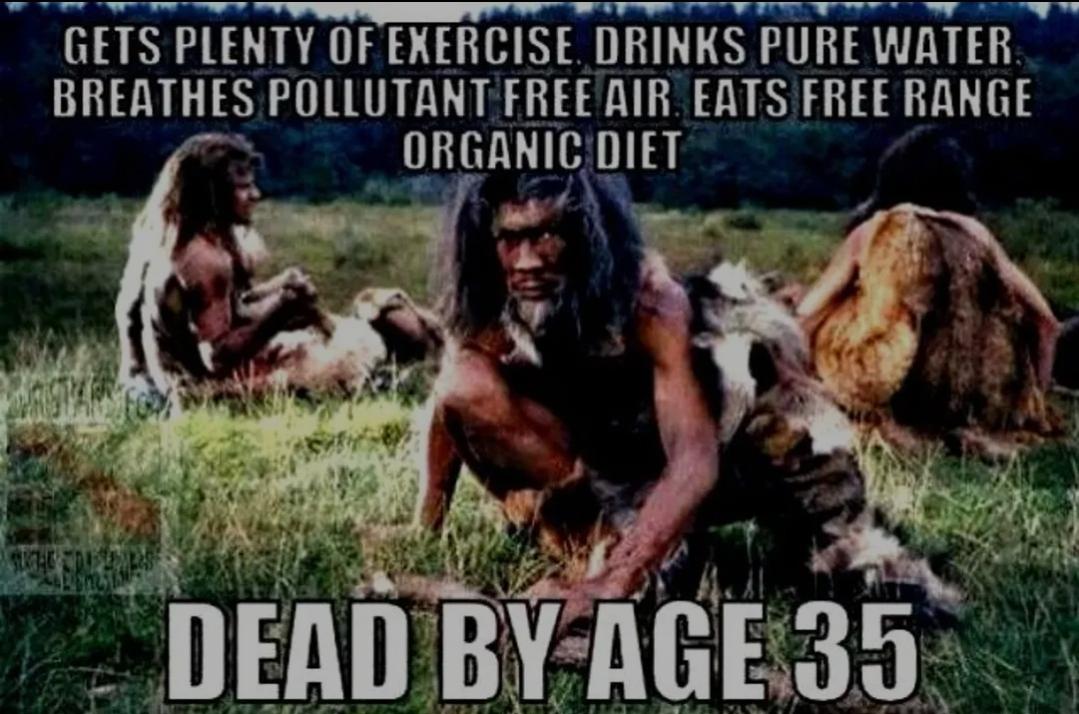 GETS PLENTY OF EXERCISE. DRINKS PURE WATER.
BREATHES POLLUTANT FREE AIR. EATS FREE RANGE
ORGANIC DIET
DEAD BY AGE 35